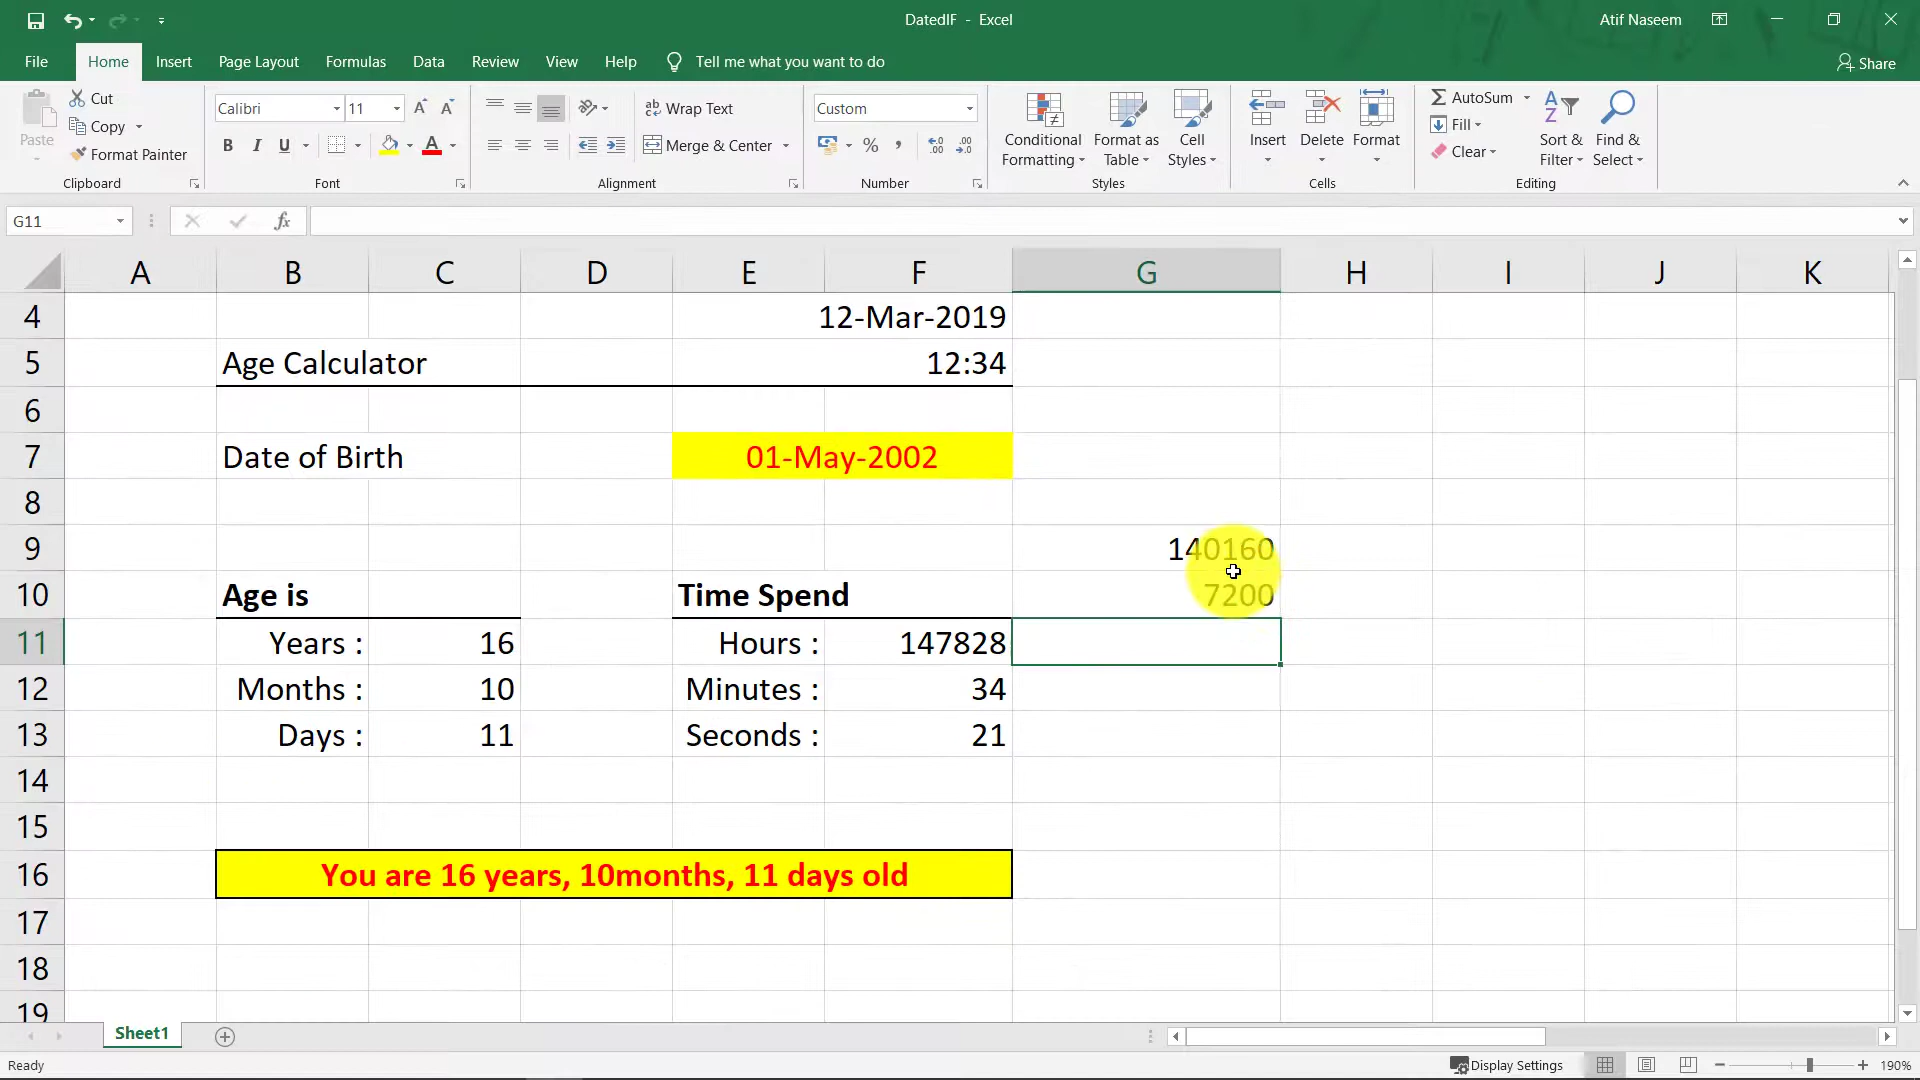 DatedIF - Excel
Atif Naseem
File Home Insert Page Layout Formulas Data Review View Help Tell me what you want to do Share
Paste
Cut
Copy
Format Painter
Clipboard
Calibri 11
B I U A
Font
Wrap Text
Merge & Center
Alignment
Custom
% ,
Number
Conditional Formatting
Format as Table
Cell Styles
Styles
Insert Delete Format
Cells
AutoSum
Fill
Clear
Sort & Filter
Find & Select
Editing
G11 fx
A B C D E F G H I J K
4 12-Mar-2019
5 Age Calculator 12:34
6
7 Date of Birth 01-May-2002
8
9 140160
10 Age is Time Spend 7200
11 Years : 16 Hours : 147828
12 Months : 10 Minutes : 34
13 Days : 11 Seconds : 21
14
15
16 You are 16 years, 10months, 11 days old
17
18
19
Sheet1
Ready Display Settings 190%